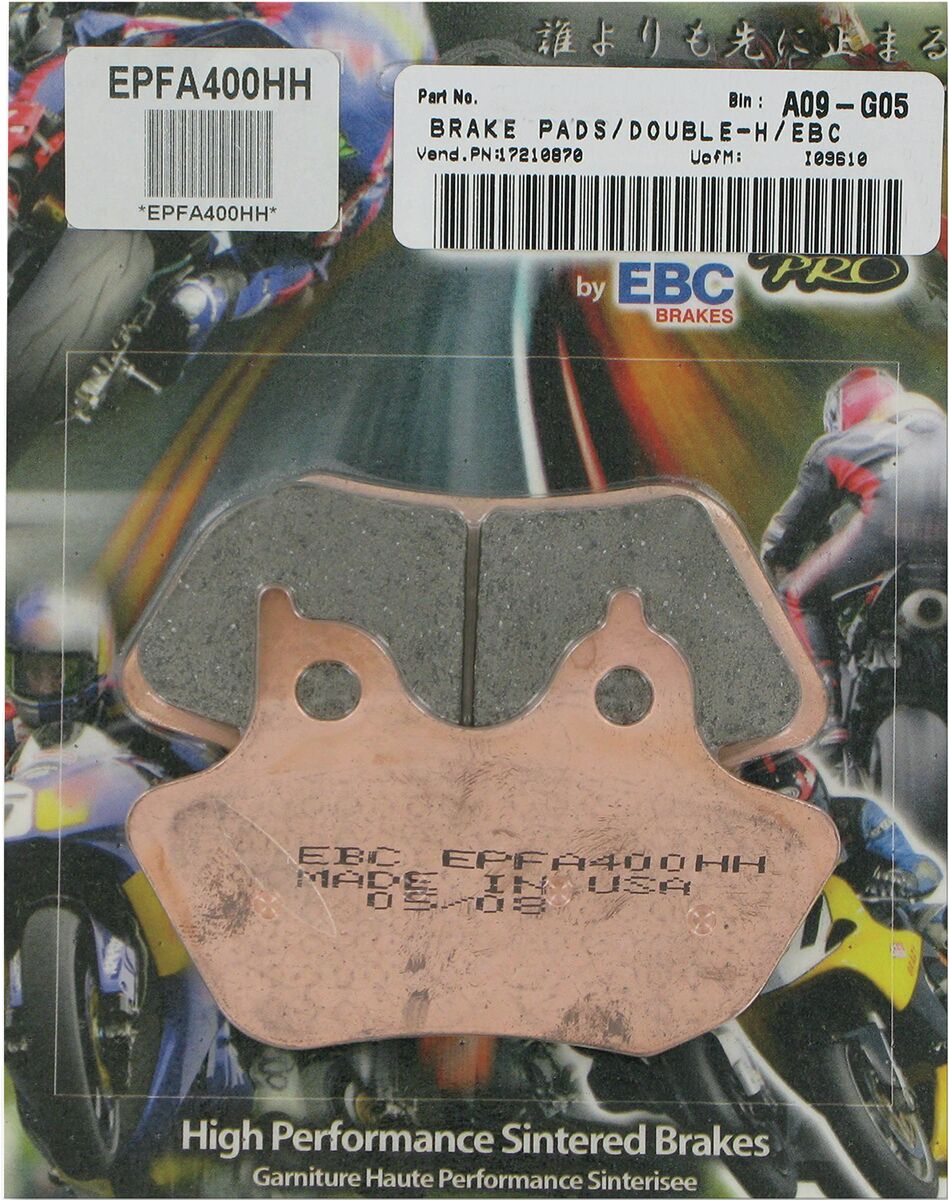 誰よりも先に止まる
EPFA400HH
*EPFA400HH*
Part No. Bin: A09-G05
BRAKE PADS/DOUBLE-H/EBC
Vend.PN:17210870 UofM: I09610
by EBC PRO
BRAKES
EBC EPFA400HH
MADE IN USA
05/08
High Performance Sintered Brakes
Garniture Haute Performance Sinterisee